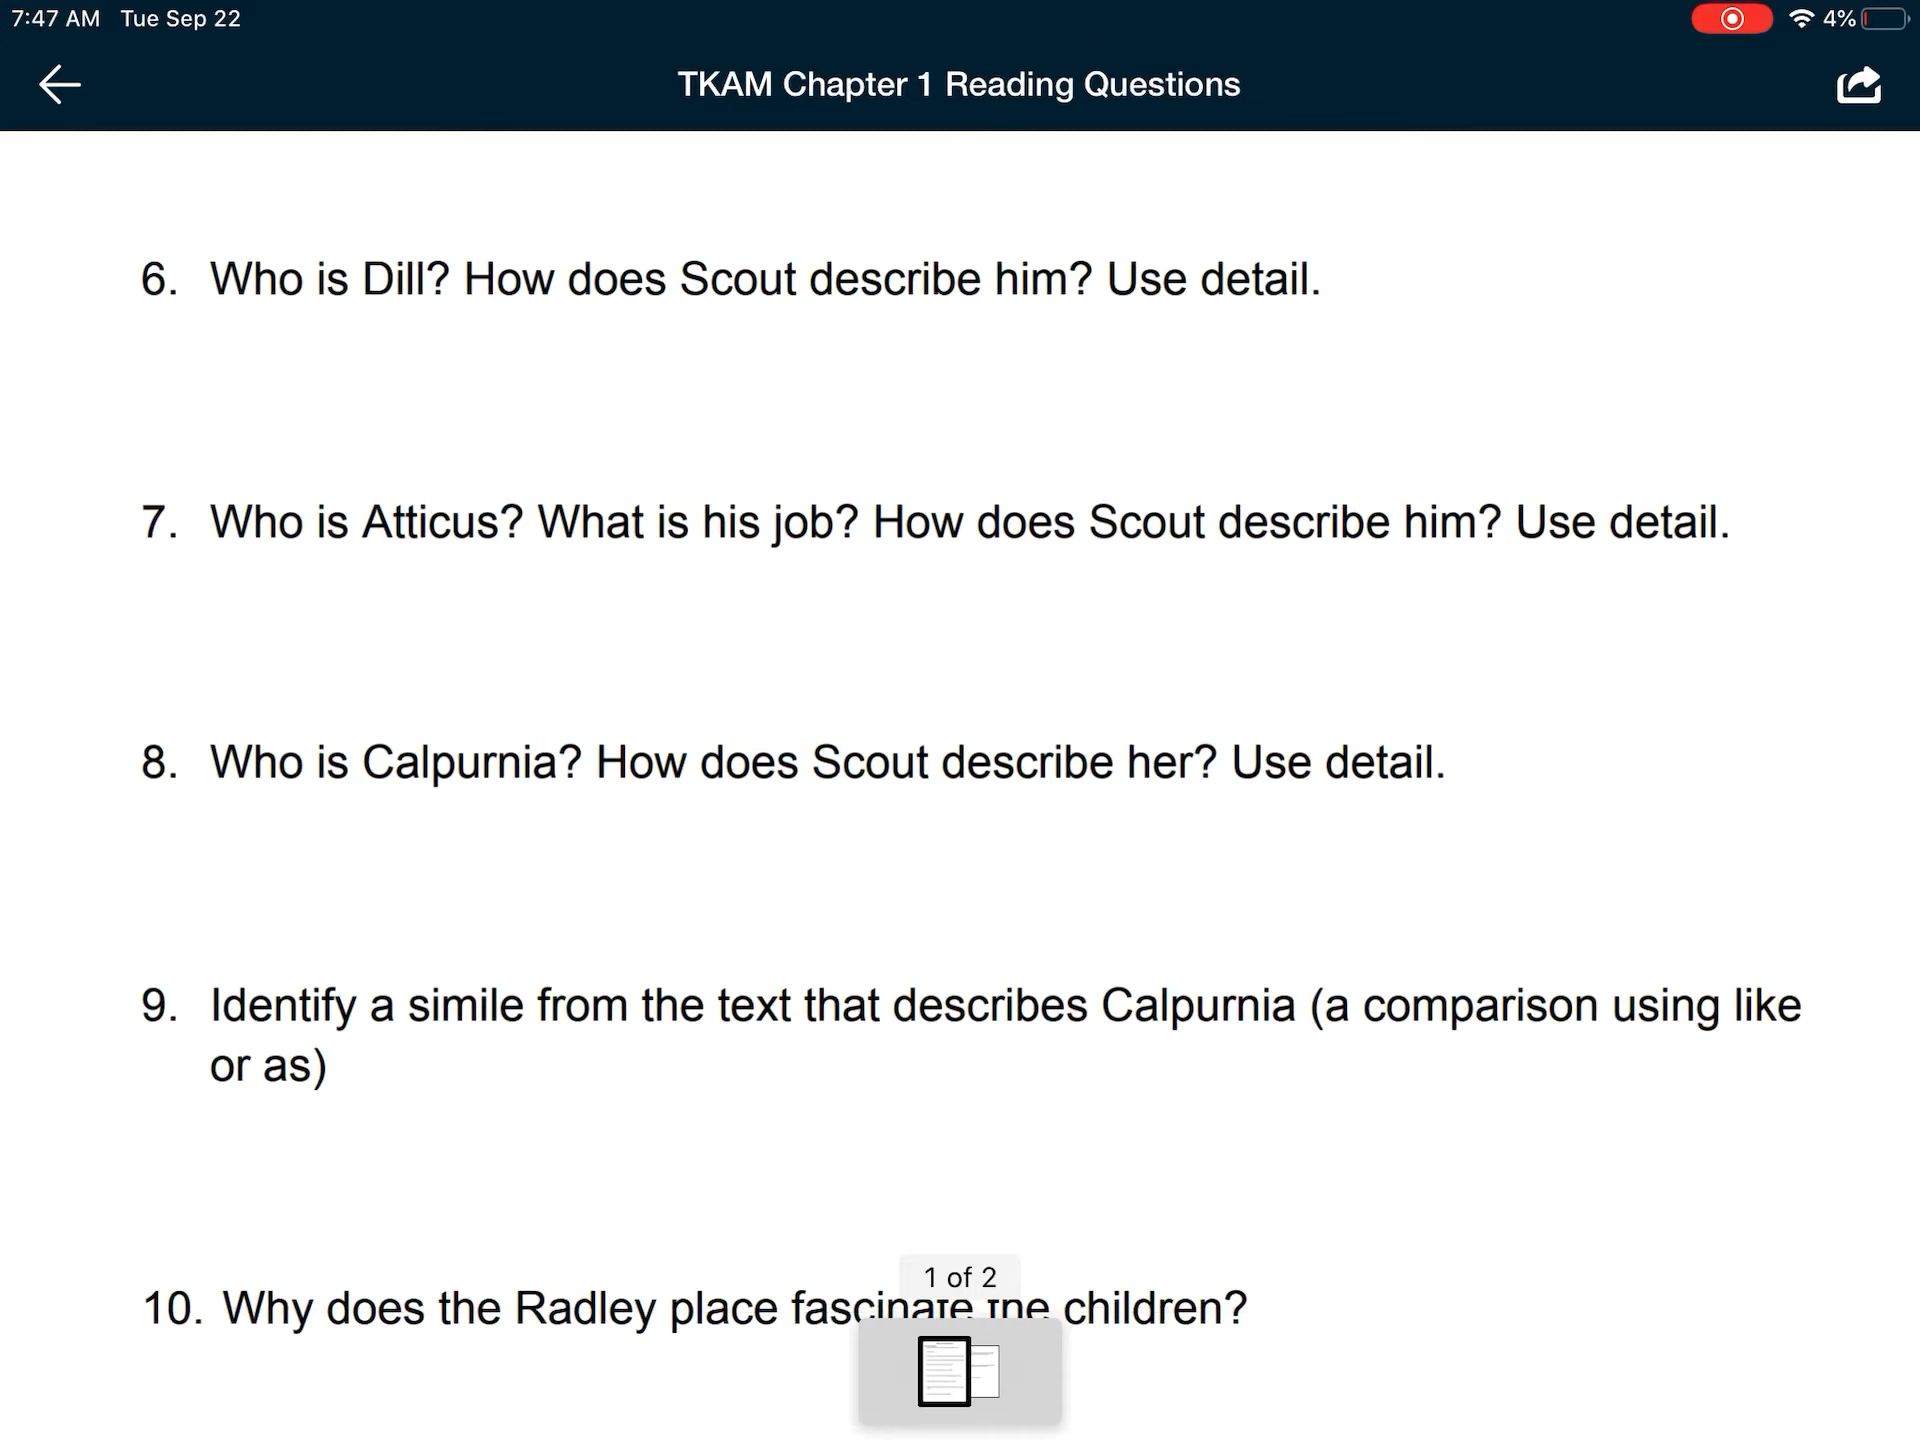 7:47 AM Tue Sep 22
4%
TKAM Chapter 1 Reading Questions
6. Who is Dill? How does Scout describe him? Use detail.
7. Who is Atticus? What is his job? How does Scout describe him? Use detail.
8. Who is Calpurnia? How does Scout describe her? Use detail.
9. Identify a simile from the text that describes Calpurnia (a comparison using like
or as)
1 of 2
10. Why does the Radley place fascinate the children?